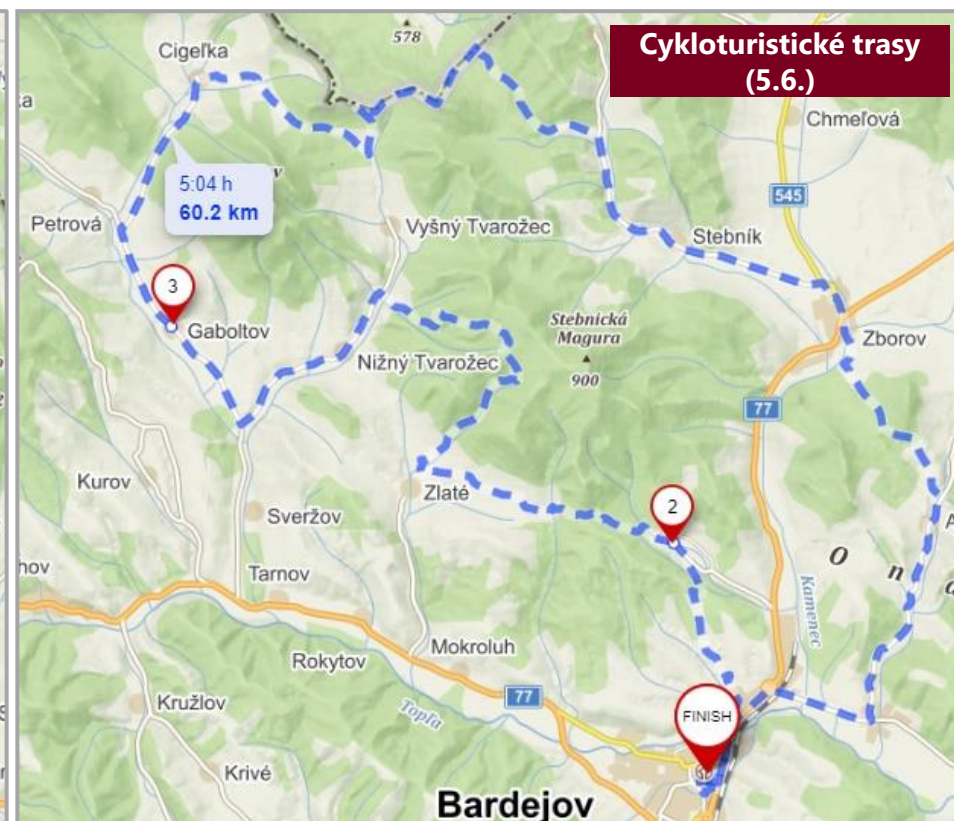 Cykloturistické trasy
(5.6.)
578
Cigeľka
Chmeľová
5:04 h
60.2 km
545
Petrová
Vyšný Tvarožec
Stebník
3
Gaboltov
Stebnická
Magura
900
Zborov
Nižný Tvarožec
77
Kurov
Zlaté
2
Sveržov
Tarnov
Kamenec
O n
Mokroluh
Rokytov
77
Kružlov
Topľa
FINISH
Krivé
Bardejov